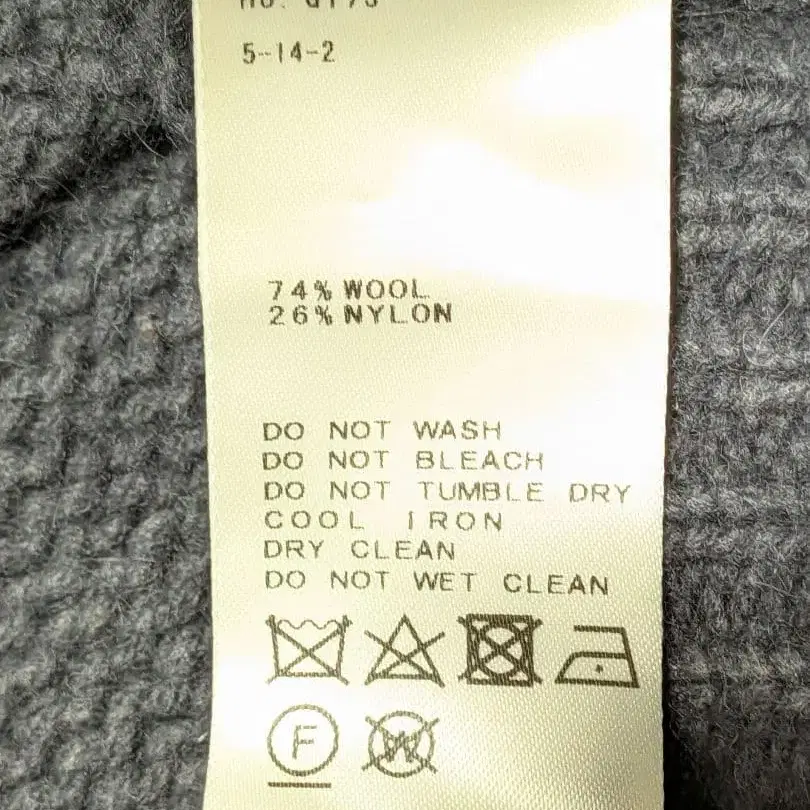 5-14-2
74% WOOL
26% NYLON
DO NOT WASH
DO NOT BLEACH
DO NOT TUMBLE DRY
COOL IRON
DRY CLEAN
DO NOT WET CLEAN
F
W